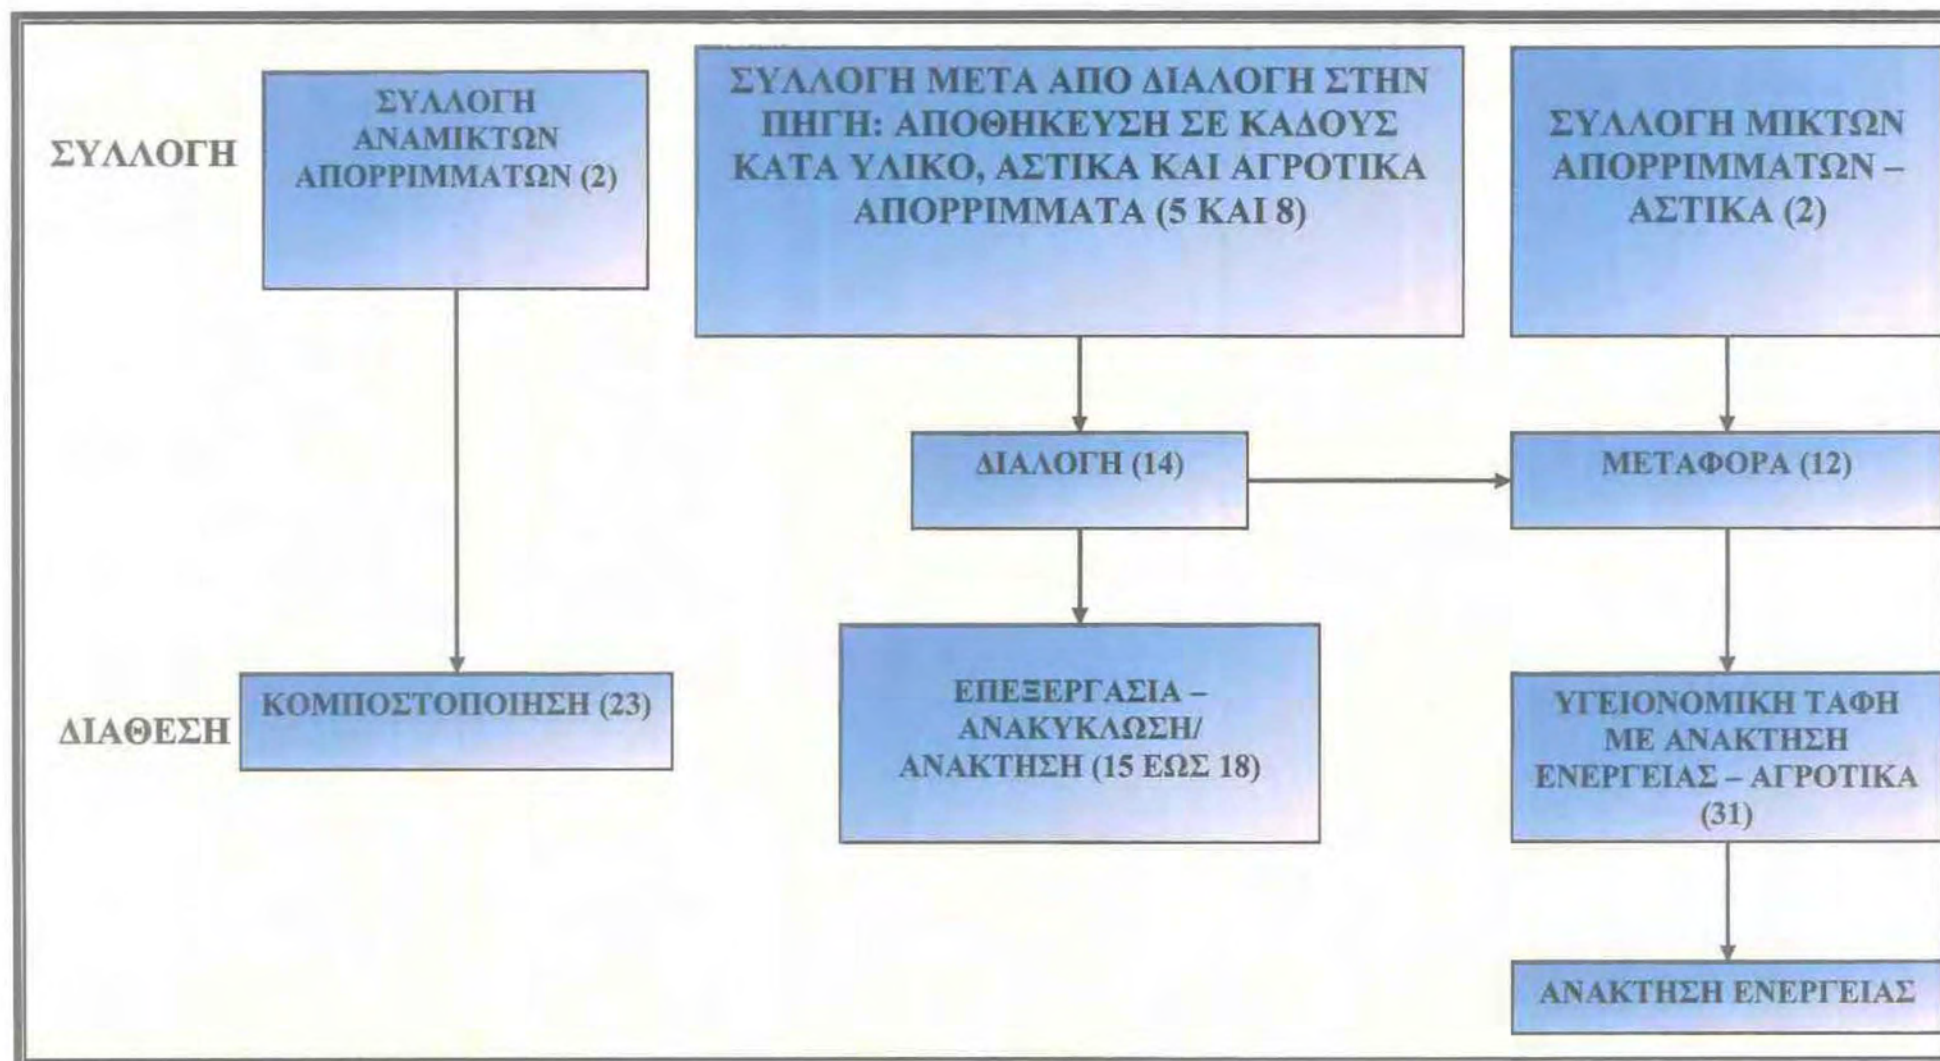 ΣΥΛΛΟΓΗ
ΣΥΛΛΟΓΗ
ΑΝΑΜΙΚΤΩΝ
ΑΠΟΡΡΙΜΜΑΤΩΝ (2)
ΣΥΛΛΟΓΗ ΜΕΤΑ ΑΠΟ ΔΙΑΛΟΓΗ ΣΤΗΝ
ΠΗΓΗ: ΑΠΟΘΗΚΕΥΣΗ ΣΕ ΚΑΔΟΥΣ
ΚΑΤΑ ΥΛΙΚΟ, ΑΣΤΙΚΑ ΚΑΙ ΑΓΡΟΤΙΚΑ
ΑΠΟΡΡΙΜΜΑΤΑ (5 ΚΑΙ 8)
ΣΥΛΛΟΓΗ ΜΙΚΤΩΝ
ΑΠΟΡΡΙΜΜΑΤΩΝ –
ΑΣΤΙΚΑ (2)
ΔΙΑΛΟΓΗ (14)
ΜΕΤΑΦΟΡΑ (12)
ΔΙΑΘΕΣΗ
ΚΟΜΠΟΣΤΟΠΟΙΗΣΗ (23)
ΕΠΕΞΕΡΓΑΣΙΑ –
ΑΝΑΚΥΚΛΩΣΗ/
ΑΝΑΚΤΗΣΗ (15 ΕΩΣ 18)
ΥΓΕΙΟΝΟΜΙΚΗ ΤΑΦΗ
ΜΕ ΑΝΑΚΤΗΣΗ
ΕΝΕΡΓΕΙΑΣ – ΑΓΡΟΤΙΚΑ
(31)
ΑΝΑΚΤΗΣΗ ΕΝΕΡΓΕΙΑΣ